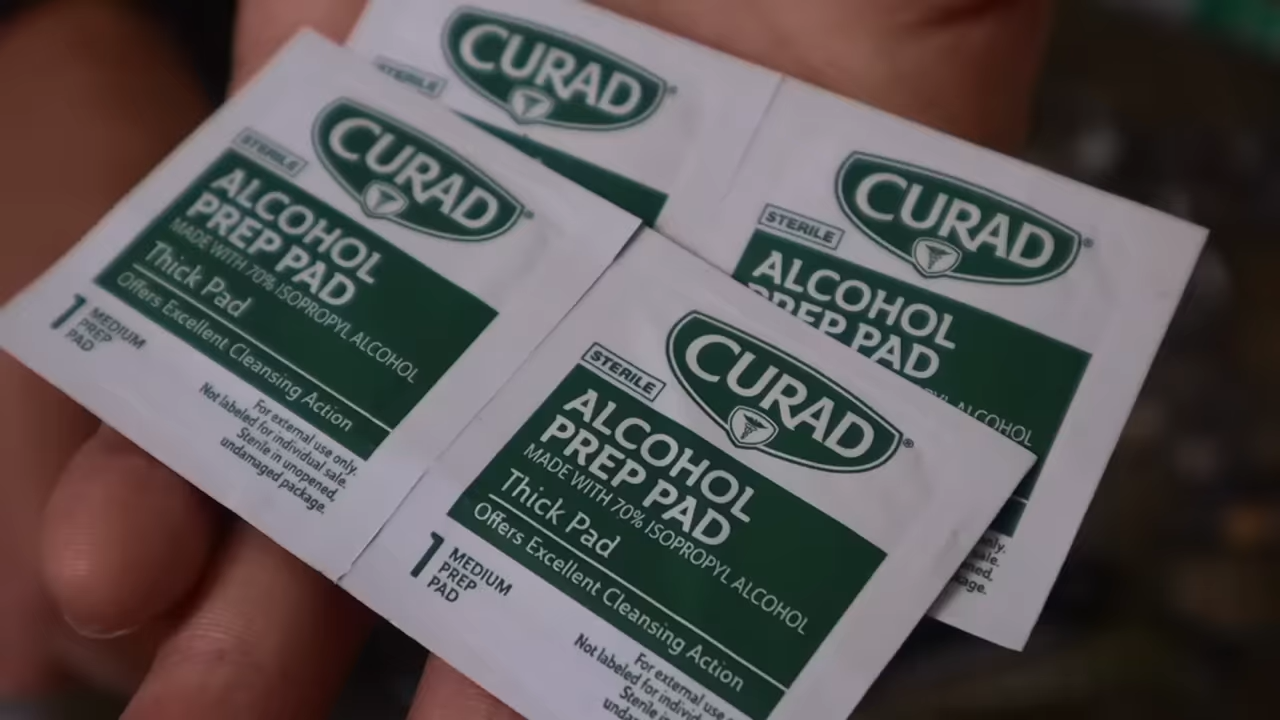 CURAD®
STERILE
CURAD®
STERILE
ALCOHOL
PREP PAD
MADE WITH 70% ISOPROPYL ALCOHOL
Thick Pad
Offers Excellent Cleansing Action
1 MEDIUM
PREP
PAD
For external use only.
Not labeled for individual sale.
Sterile in unopened,
undamaged package.
CURAD®
STERILE
ALCOHOL
PREP PAD
ALCOHOL
CURAD®
STERILE
ALCOHOL
PREP PAD
MADE WITH 70% ISOPROPYL ALCOHOL
Thick Pad
Offers Excellent Cleansing Action
1 MEDIUM
PREP
PAD
For external use
Not labeled for
Sterile in